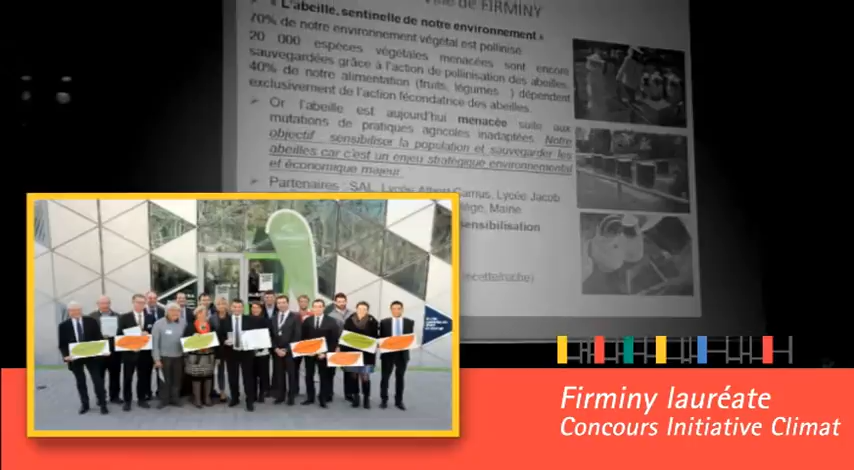 Ville de FIRMINY
« L'abeille, sentinelle de notre environnement »
70% de notre environnement végétal est pollinisé
20 000 espèces végétales menacées sont encore
sauvegardées grâce à l'action de pollinisation des abeilles,
40% de notre alimentation (fruits, légumes...) dépendent
exclusivement de l'action fécondatrice des abeilles.
➢ Or l'abeille est aujourd'hui menacée suite aux
mutations de pratiques agricoles inadaptées. Notre
objectif : sensibiliser la population et sauvegarder les
abeilles car c'est un enjeu stratégique environnemental
et économique majeur.
➢ Partenaires : SAL, Lycée Albert Camus, Lycée Jacob
Maine
sensibilisation
Firminy lauréate
Concours Initiative Climat